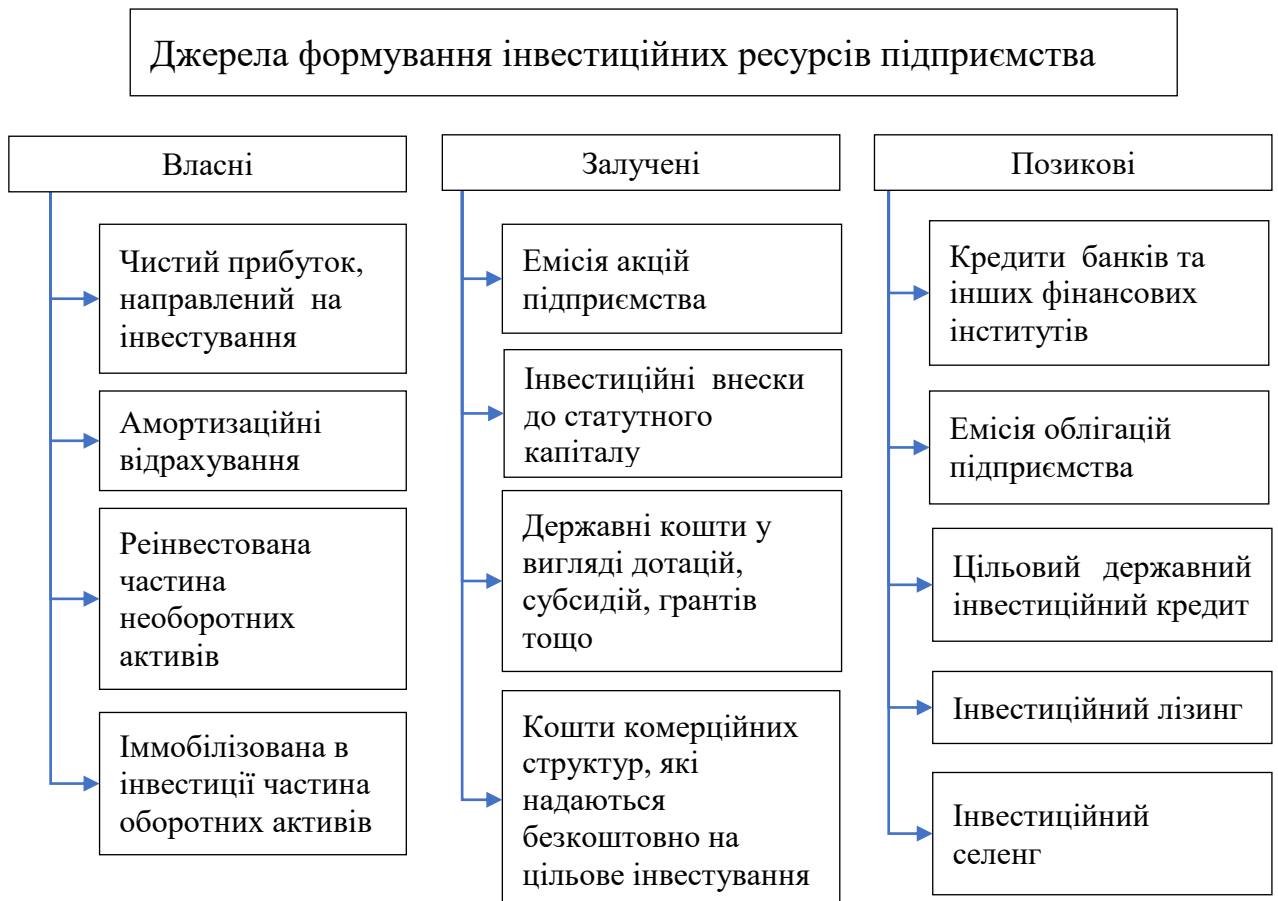 Джерела формування інвестиційних ресурсів підприємства
Власні
Чистий прибуток,
направлений на
інвестування
Амортизаційні
відрахування
Реінвестована
частина
необоротних
активів
Іммобілізована в
інвестиції частина
оборотних активів
Залучені
Емісія акцій
підприємства
Інвестиційні внески
до статутного
капіталу
Державні кошти у
вигляді дотацій,
субсидій, грантів
тощо
Кошти комерційних
структур, які
надаються
безкоштовно на
цільове інвестування
Позикові
Кредити банків та
інших фінансових
інститутів
Емісія облігацій
підприємства
Цільовий державний
інвестиційний кредит
Інвестиційний лізинг
Інвестиційний
селенг